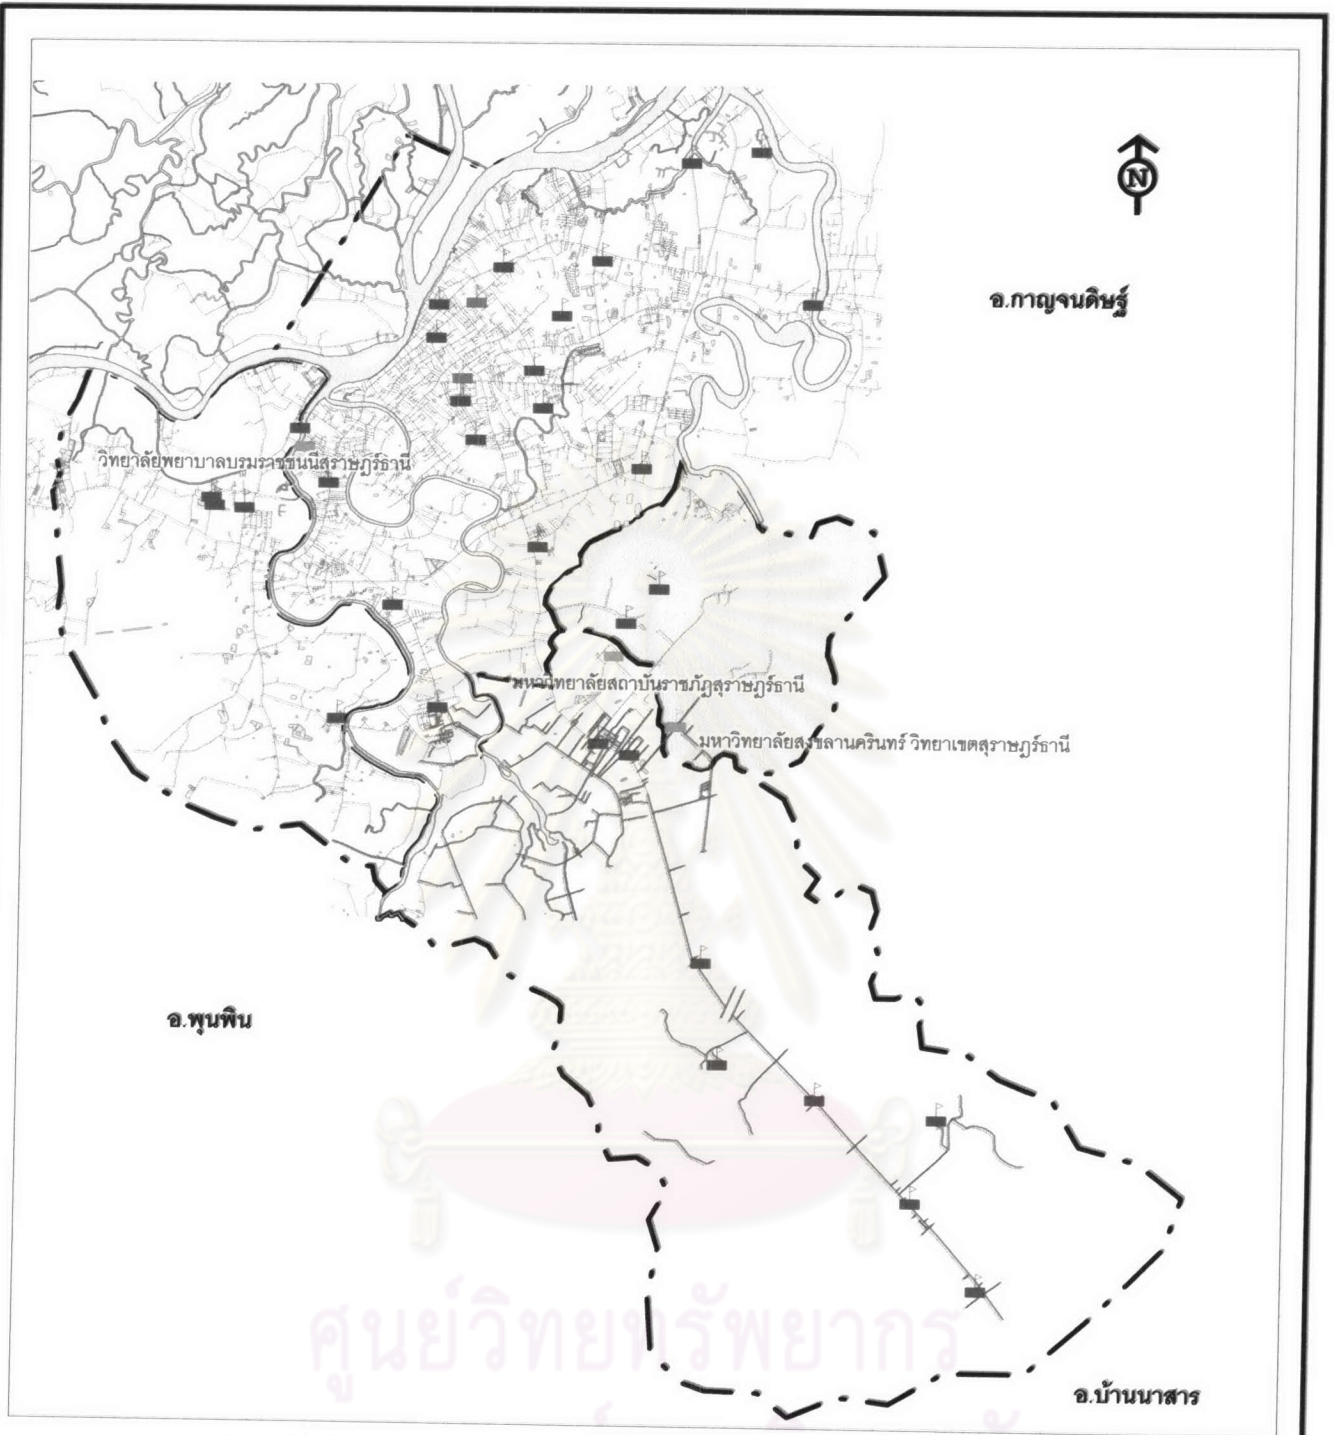 N
อ.กาญจนดิษฐ์
วิทยาลัยพยาบาลบรมราชชนนีสุราษฎร์ธานี
มหาวิทยาลัยสถาบันราชภัฏสุราษฎร์ธานี
มหาวิทยาลัยสงขลานครินทร์ วิทยาเขตสุราษฎร์ธานี
อ.พุนพิน
ศูนย์วิทยทรัพยากร
อ.บ้านนาสาร